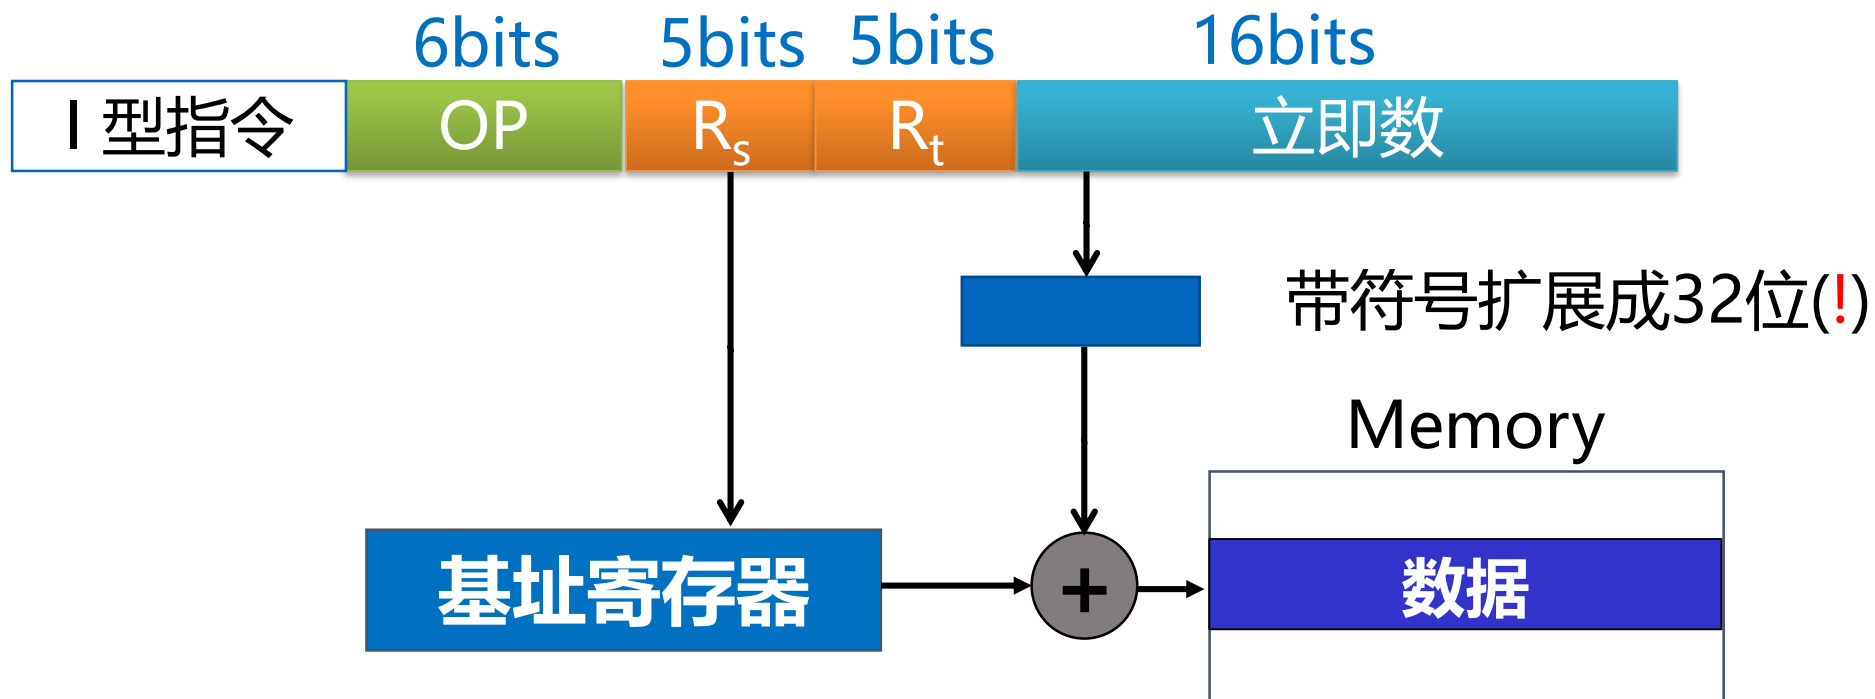 6bits 5bits 5bits 16bits
I 型指令 OP Rs Rt 立即数
带符号扩展成32位(!)
Memory
基址寄存器 + 数据